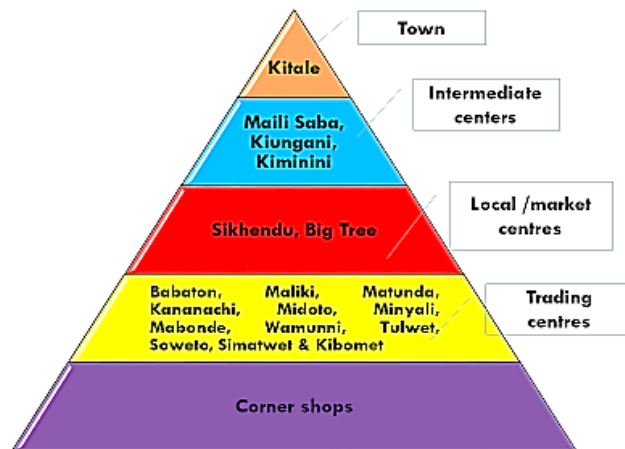 Town
Kitale
Intermediate
centers
Maili Saba,
Kiungani,
Kiminini
Local /market
centres
Sikhendu, Big Tree
Trading
centres
Babaton, Maliki, Matunda,
Kananachi, Midoto, Minyali,
Mabonde, Wamunni, Tulwet,
Soweto, Simatwet & Kibomet
Corner shops